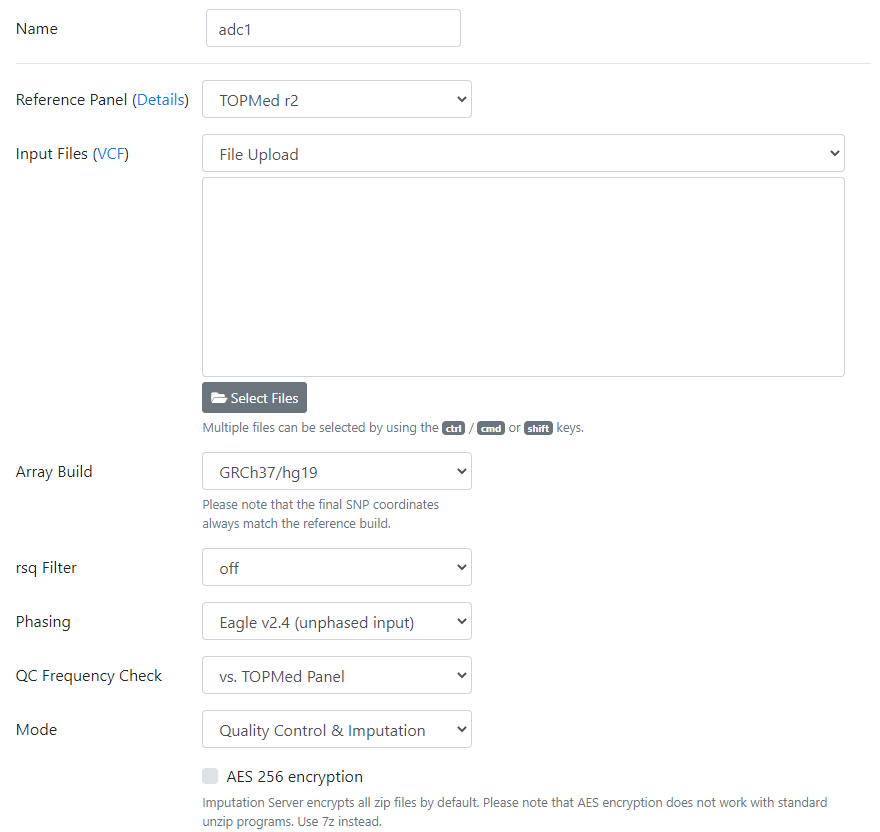 Name adc1
Reference Panel (Details) TOPMed r2
Input Files (VCF) File Upload
Select Files
Multiple files can be selected by using the ctrl / cmd or shift keys.
Array Build GRCh37/hg19
Please note that the final SNP coordinates
always match the reference build.
rsq Filter off
Phasing Eagle v2.4 (unphased input)
QC Frequency Check vs. TOPMed Panel
Mode Quality Control & Imputation
AES 256 encryption
Imputation Server encrypts all zip files by default. Please note that AES encryption does not work with standard
unzip programs. Use 7z instead.